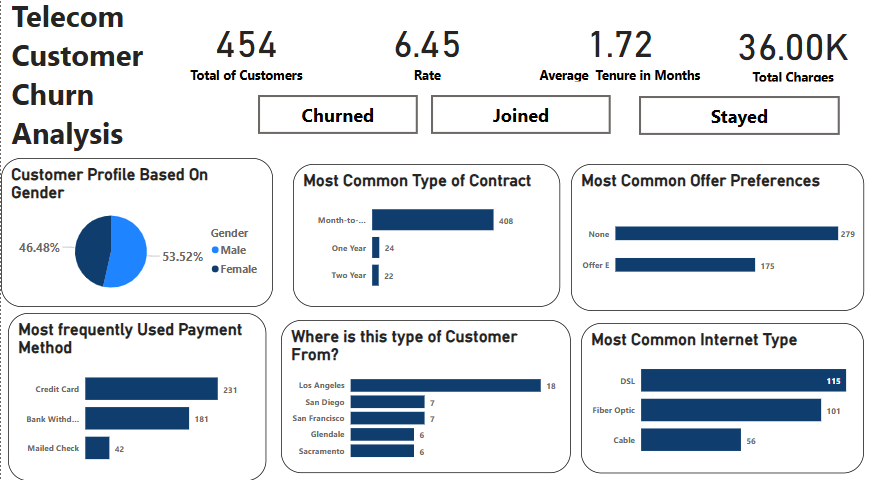 Telecom
Customer
Churn
Analysis
454
Total of Customers
6.45
Rate
1.72
Average Tenure in Months
36.00K
Total Charges
Churned
Joined
Stayed
Customer Profile Based On
Gender
46.48%
53.52%
Gender
Male
Female
Most Common Type of Contract
Month-to-...
408
One Year
24
Two Year
22
Most Common Offer Preferences
None
279
Offer E
175
Most frequently Used Payment
Method
Credit Card
231
Bank Withd...
181
Mailed Check
42
Where is this type of Customer
From?
Los Angeles
18
San Diego
7
San Francisco
7
Glendale
6
Sacramento
6
Most Common Internet Type
DSL
115
Fiber Optic
101
Cable
56